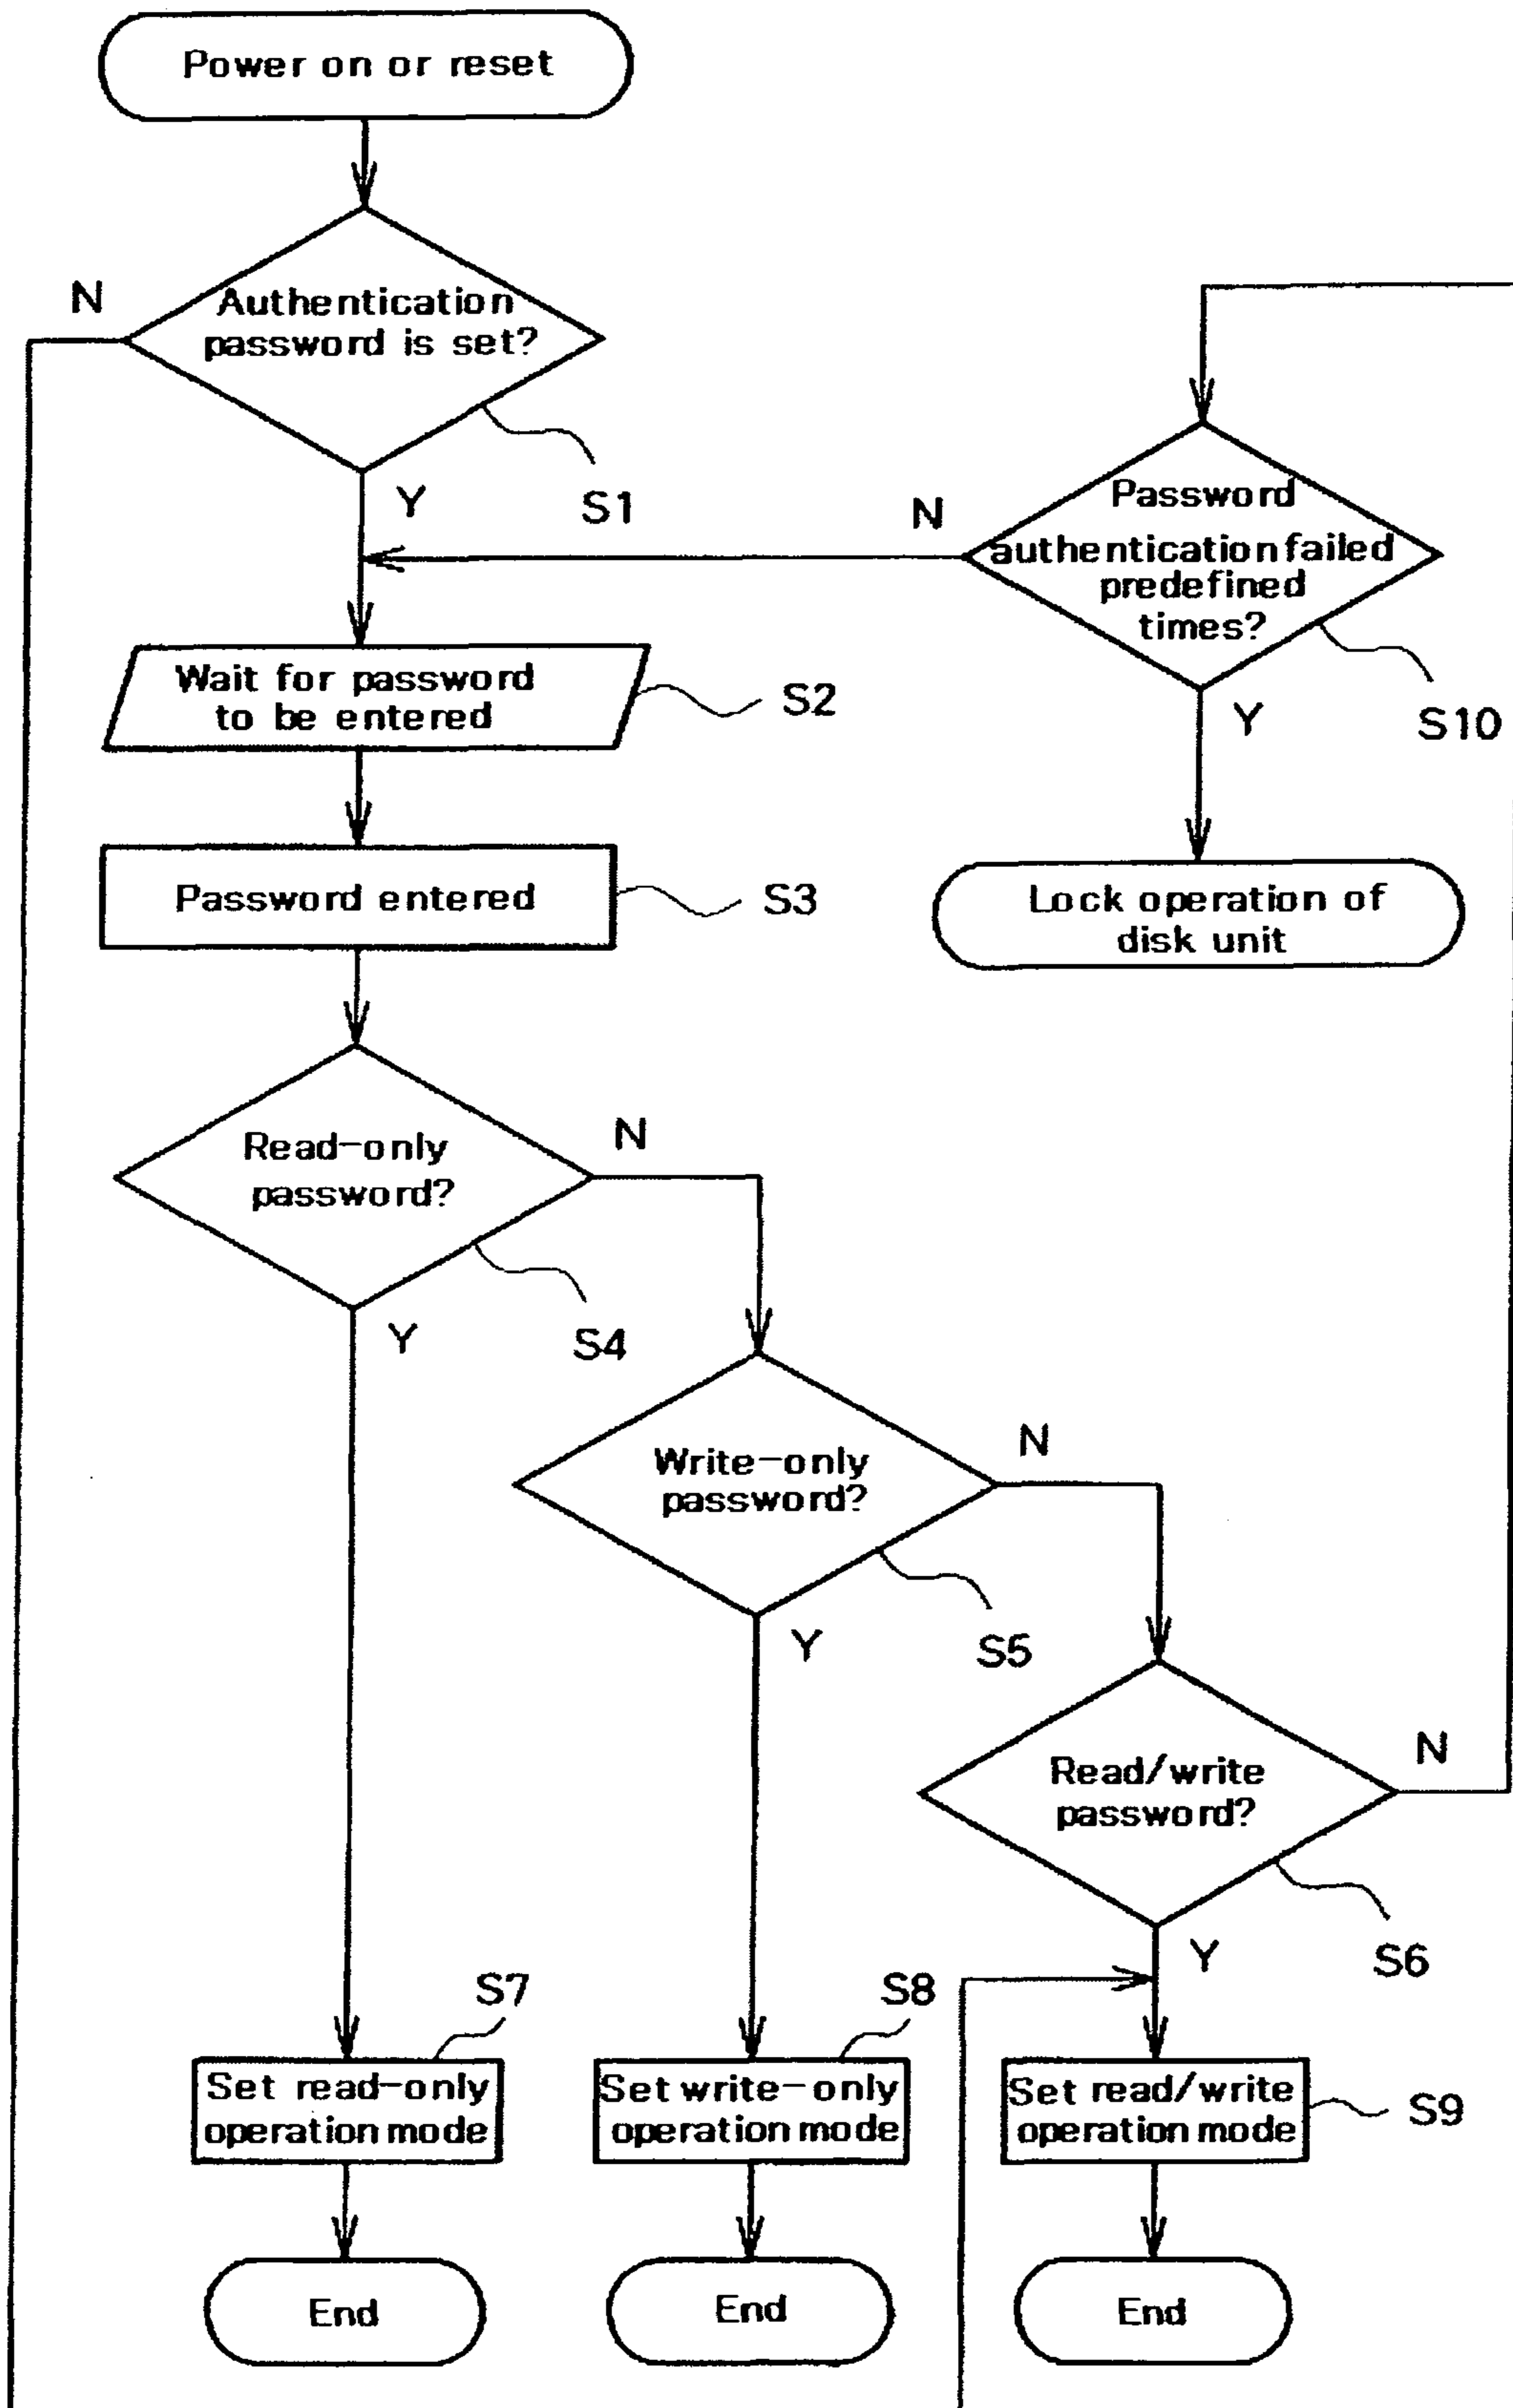 Power on or reset
N
Authentication
password is set?
Y
S1
Password
authentication failed
predefined
times?
N
Y
S10
Wait for password
to be entered
S2
Password entered
S3
Lock operation of
disk unit
Read-only
password?
N
Y
S4
Write-only
password?
N
Y
S5
Read/write
password?
N
Y
S6
S7
Set read-only
operation mode
S8
Set write-only
operation mode
Set read/write
operation mode
S9
End
End
End